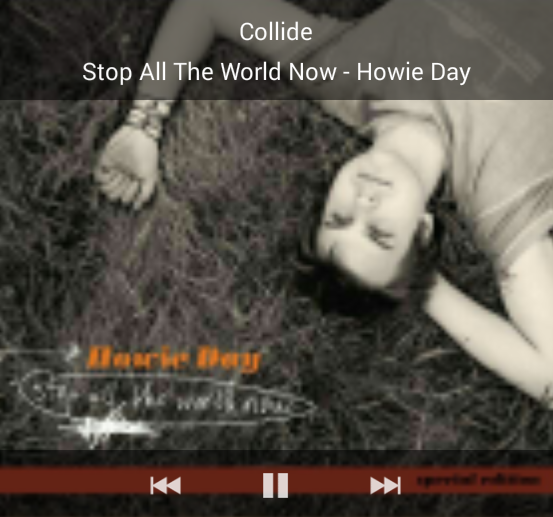 Collide
Stop All The World Now - Howie Day
Howie Day
stop all the world now
special edition